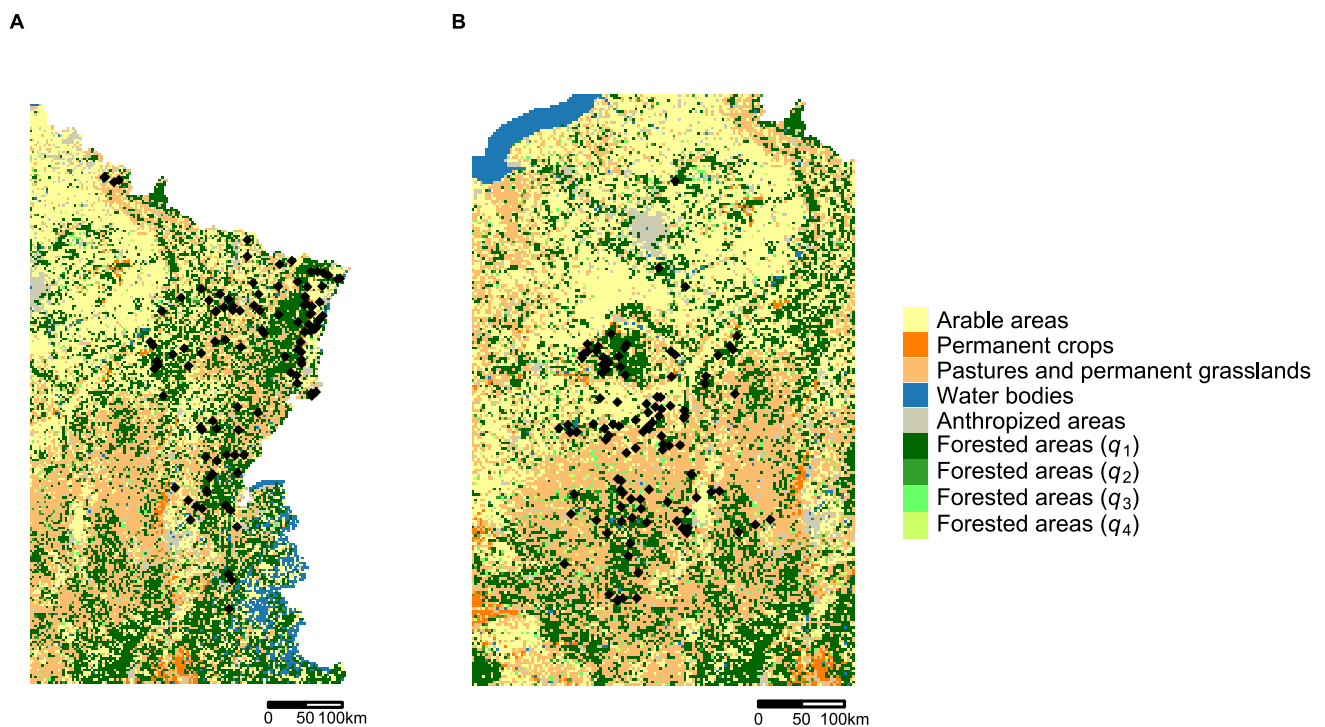 A
B
Arable areas
Permanent crops
Pastures and permanent grasslands
Water bodies
Anthropized areas
Forested areas (q1)
Forested areas (q2)
Forested areas (q3)
Forested areas (q4)
0 50 100km
0 50 100km